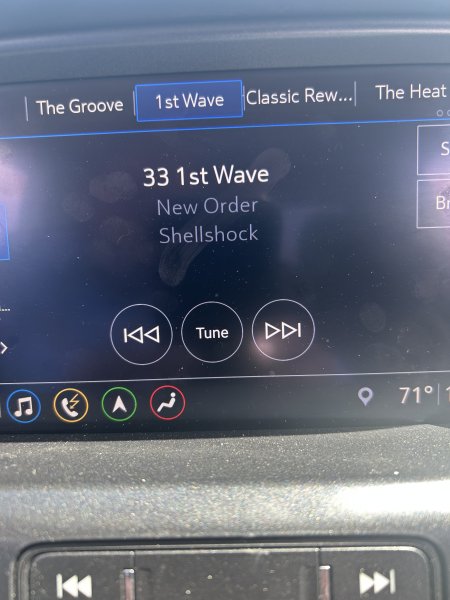 The Groove
1st Wave
Classic Rew...
The Heat
33 1st Wave
New Order
Shellshock
Tune
71°